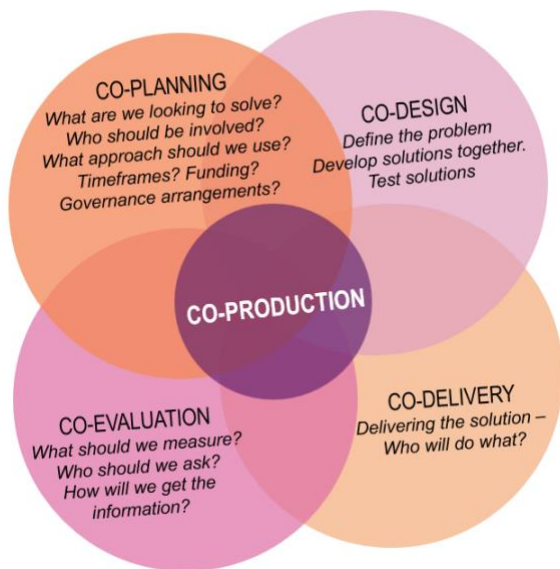 CO-PLANNING
What are we looking to solve?
Who should be involved?
What approach should we use?
Timeframes? Funding?
Governance arrangements?
CO-DESIGN
Define the problem
Develop solutions together.
Test solutions
CO-PRODUCTION
CO-EVALUATION
What should we measure?
Who should we ask?
How will we get the
information?
CO-DELIVERY
Delivering the solution –
Who will do what?